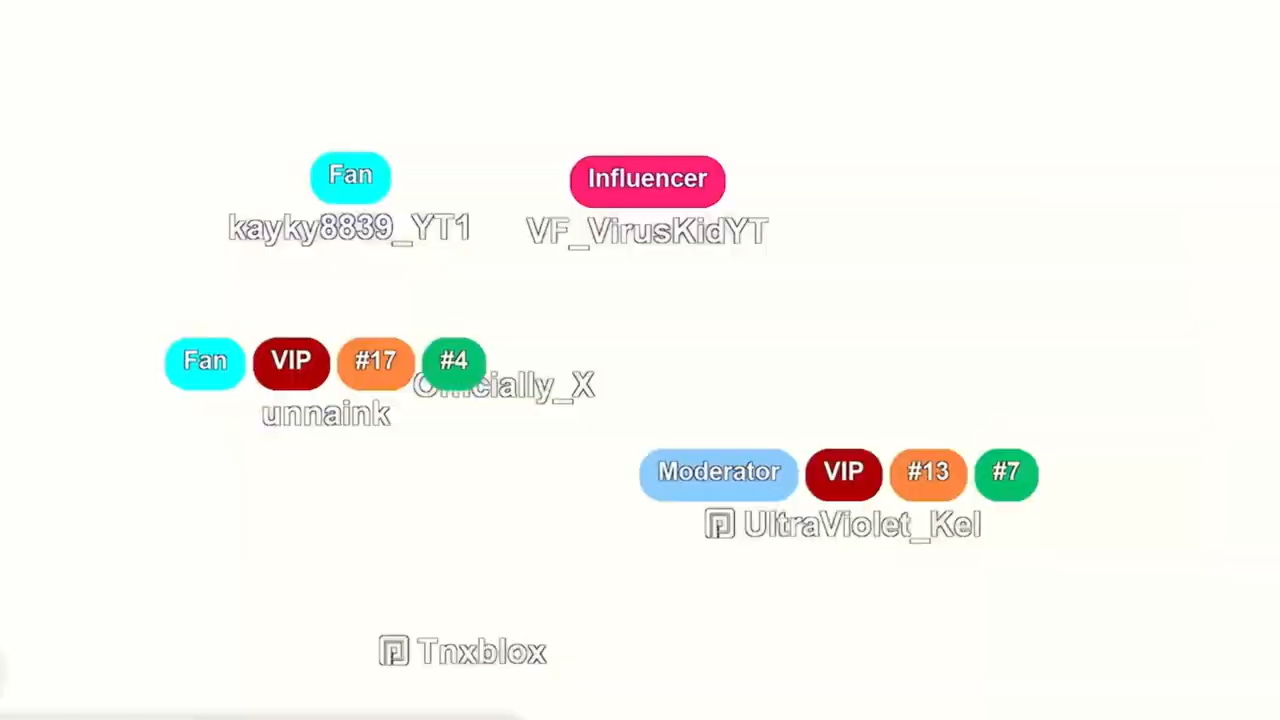 Fan
kayky8839_YT1
Influencer
VF_VirusKidYT
Fan VIP #17 #4
unnaink
Officially_X
Moderator VIP #13 #7
UltraViolet_Kel
Tnxblox